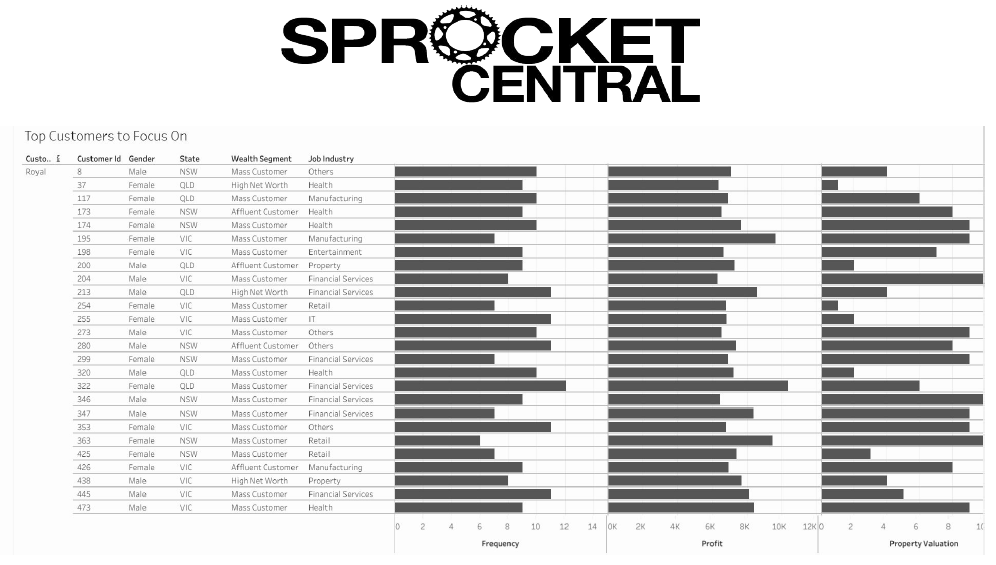 SPROCKET
CENTRAL
Top Customers to Focus On
Custo.. Customer Id Gender State Wealth Segment Job Industry
Royal 8 Male NSW Mass Customer Others
37 Female QLD High Net Worth Health
117 Female QLD Mass Customer Manufacturing
173 Female NSW Affluent Customer Health
174 Female NSW Mass Customer Health
195 Female VIC Mass Customer Manufacturing
198 Female VIC Mass Customer Entertainment
200 Male QLD Affluent Customer Property
204 Male VIC Mass Customer Financial Services
213 Male QLD High Net Worth Financial Services
254 Female VIC Mass Customer Retail
255 Female VIC Mass Customer IT
273 Male VIC Mass Customer Others
280 Male NSW Affluent Customer Others
299 Female NSW Mass Customer Financial Services
320 Male QLD Mass Customer Health
322 Female QLD Mass Customer Financial Services
346 Male NSW Mass Customer Financial Services
347 Male NSW Mass Customer Financial Services
353 Female VIC Mass Customer Others
363 Female NSW Mass Customer Retail
425 Female NSW Mass Customer Retail
426 Female VIC Affluent Customer Manufacturing
438 Male VIC High Net Worth Property
445 Male VIC Mass Customer Financial Services
473 Male VIC Mass Customer Health
0 2 4 6 8 10 12 14 0K 2K 4K 6K 8K 10K 12K 0 2 4 6 8
Frequency Profit Property Valuation